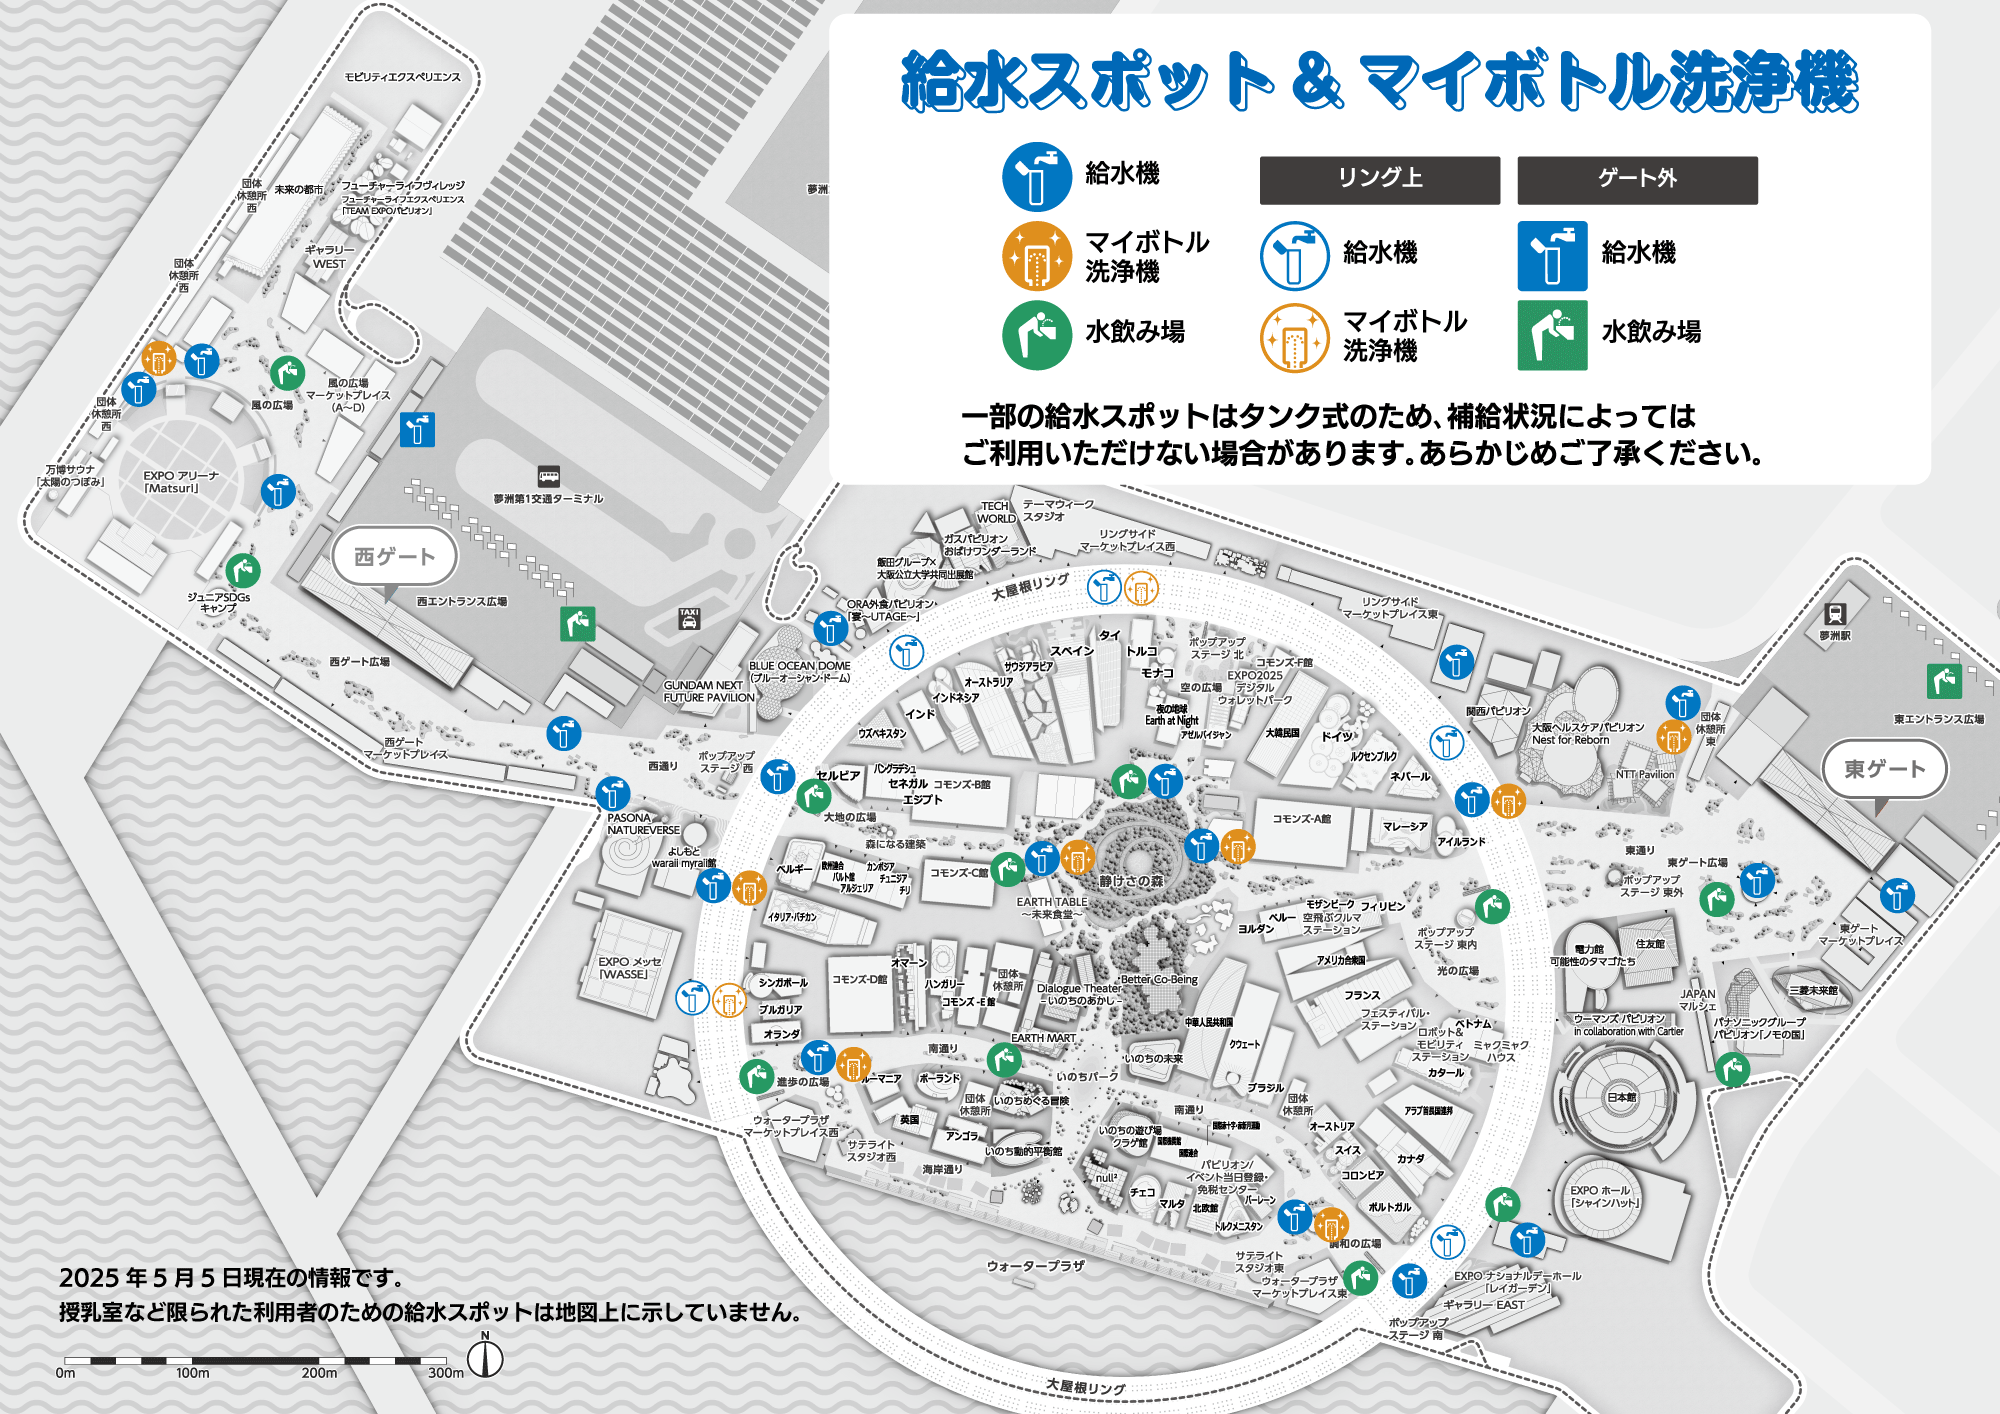 給水スポット & マイボトル洗浄機
給水機
マイボトル
洗浄機
水飲み場
リング上
給水機
マイボトル
洗浄機
ゲート外
給水機
水飲み場
一部の給水スポットはタンク式のため、補給状況によっては
ご利用いただけない場合があります。あらかじめご了承ください。
モビリティエクスペリエンス
団体
休憩所
西
未来の都市
フューチャーライフヴィレッジ
フューチャーライフエクスペリエンス
「TEAM EXPOパビリオン」
ギャラリー
WEST
団体
休憩所
西
夢洲
風の広場
風の広場
マーケットプレイス
(A〜D)
団体
休憩所
西
万博サウナ
「太陽のつぼみ」
EXPO アリーナ
「Matsuri」
夢洲第1交通ターミナル
西ゲート
ジュニアSDGs
キャンプ
西エントランス広場
TAXI
西ゲート広場
西ゲート
マーケットプレイス
西通り
GUNDAM NEXT
FUTURE PAVILION
BLUE OCEAN DOME
(ブルーオーシャン・ドーム)
ORA外食パビリオン
「宴〜UTAGE〜」
飯田グループ×
大阪公立大学共同出展館
ガスパビリオン
おばけワンダーランド
TECH
WORLD
テーマウィーク
スタジオ
リングサイド
マーケットプレイス西
大屋根リング
リングサイド
マーケットプレイス東
ポップアップ
ステージ 西
PASONA
NATUREVERSE
よしもと
waraii myraii館
EXPO メッセ
「WASSE」
タイ
スペイン
トルコ
モナコ
サウジアラビア
オーストラリア
インドネシア
インド
ウズベキスタン
ポップアップ
ステージ 北
空の広場
夜の地球
Earth at Night
アゼルバイジャン
コモンズ-F館
EXPO2025
デジタル
ウォレットパーク
大韓民国
ドイツ
ルクセンブルク
ネパール
セルビア
バングラデシュ
セネガル
エジプト
コモンズ-B館
大地の広場
森になる建築
コモンズ-A館
マレーシア
アイルランド
ベルギー
欧州連合
バルト館
アルジェリア
カンボジア
チュニジア
チリ
コモンズ-C館
EARTH TABLE
〜未来食堂〜
静けさの森
イタリア・バチカン
ペルー
ヨルダン
モザンビーク
フィリピン
空飛ぶクルマ
ステーション
ポップアップ
ステージ 東内
光の広場
アメリカ合衆国
フランス
フェスティバル・
ステーション
ロボット&
モビリティ
ステーション
ベトナム
ミャクミャク
ハウス
カタール
シンガポール
ブルガリア
オランダ
コモンズ-D館
オマーン
ハンガリー
コモンズ-E館
団体
休憩所
Dialogue Theater
–いのちのあかし–
Better Co-Being
中華人民共和国
クウェート
EARTH MART
いのちの未来
ブラジル
アラブ首長国連邦
南通り
進歩の広場
ルーマニア
ポーランド
いのちパーク
団体
休憩所
いのちめぐる冒険
英国
アンゴラ
いのち動的平衡館
ウォータープラザ
マーケットプレイス西
サテライト
スタジオ西
海岸通り
南通り
いのちの遊び場
クラゲ館
国際機関館
国際連合
国際赤十字・赤新月運動
団体
休憩所
オーストリア
スイス
コロンビア
カナダ
ポルトガル
null²
チェコ
マルタ
北欧館
パビリオン/
イベント当日登録・
免税センター
バーレーン
トルクメニスタン
調和の広場
サテライト
スタジオ東
ウォータープラザ
マーケットプレイス東
ウォータープラザ
関西パビリオン
大阪ヘルスケアパビリオン
Nest for Reborn
団体
休憩所
東
NTT Pavilion
夢洲駅
東エントランス広場
東ゲート
東通り
東ゲート広場
ポップアップ
ステージ 東外
東ゲート
マーケットプレイス
電力館
可能性のタマゴたち
住友館
JAPAN
マルシェ
三菱未来館
ウーマンズ パビリオン
in collaboration with Cartier
パナソニックグループ
パビリオン「ノモの国」
日本館
EXPO ホール
「シャインハット」
EXPO ナショナルデーホール
「レイガーデン」
ギャラリー EAST
ポップアップ
ステージ 南
大屋根リング
2025 年 5 月 5 日現在の情報です。
授乳室など限られた利用者のための給水スポットは地図上に示していません。
N
0m
100m
200m
300m